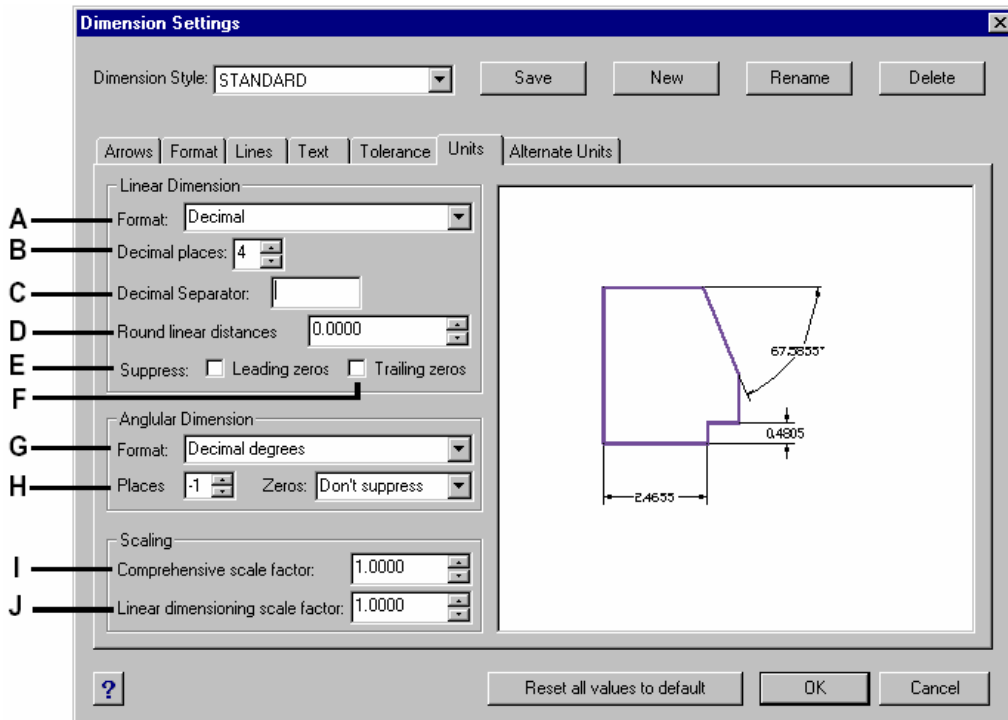 Dimension Settings
Dimension Style: STANDARD Save New Rename Delete
Arrows Format Lines Text Tolerance Units Alternate Units
Linear Dimension
A Format: Decimal
B Decimal places: 4
C Decimal Separator:
D Round linear distances 0.0000
E Suppress: Leading zeros Trailing zeros
F
Anglular Dimension
G Format: Decimal degrees
H Places -1 Zeros: Don't suppress
Scaling
I Comprehensive scale factor: 1.0000
J Linear dimensioning scale factor: 1.0000
67.5855°
0.4805
2.4655
? Reset all values to default OK Cancel